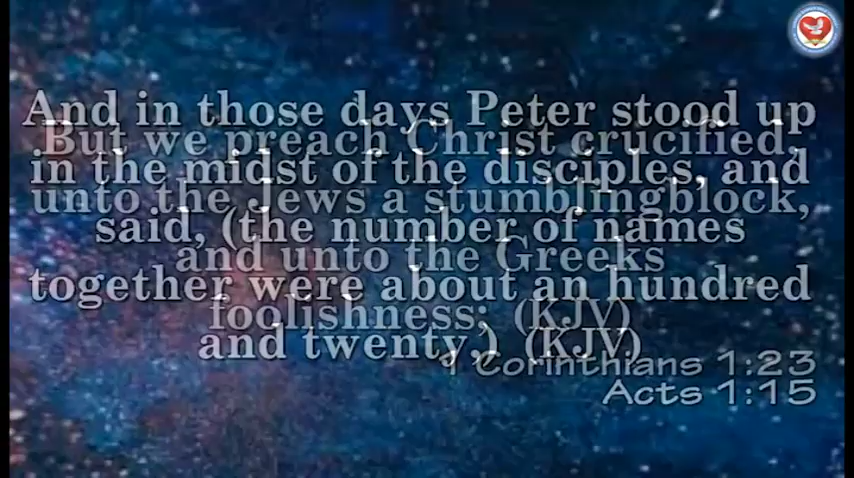 And in those days Peter stood up
But we preach Christ crucified,
in the midst of the disciples, and
unto the Jews a stumblingblock,
said, (the number of names
and unto the Greeks
together were about an hundred
foolishness; (KJV)
and twenty,) (KJV)
1 Corinthians 1:23
Acts 1:15